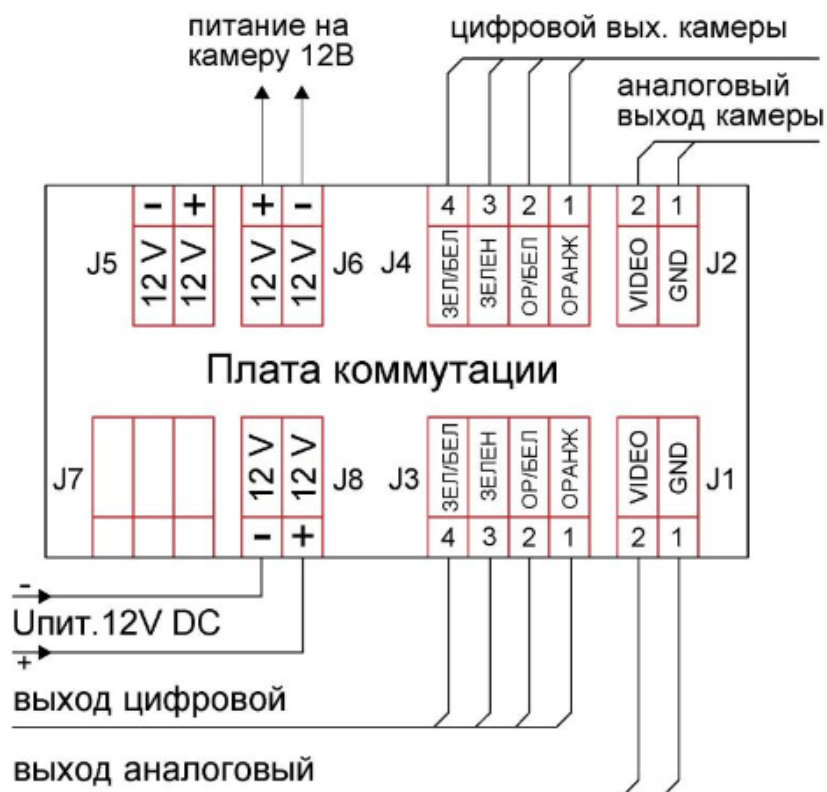 питание на
камеру 12В
цифровой вых. камеры
аналоговый
выход камеры
- + + - 4 3 2 1 2 1
J5 12 V 12 V 12 V 12 V J6 J4 ЗЕЛ/БЕЛ ЗЕЛЕН ОР/БЕЛ ОРАНЖ VIDEO GND J2
Плата коммутации
J7 12 V 12 V J8 J3 ЗЕЛ/БЕЛ ЗЕЛЕН ОР/БЕЛ ОРАНЖ VIDEO GND J1
- + 4 3 2 1 2 1
-
Uпит.12V DC
+
выход цифровой
выход аналоговый